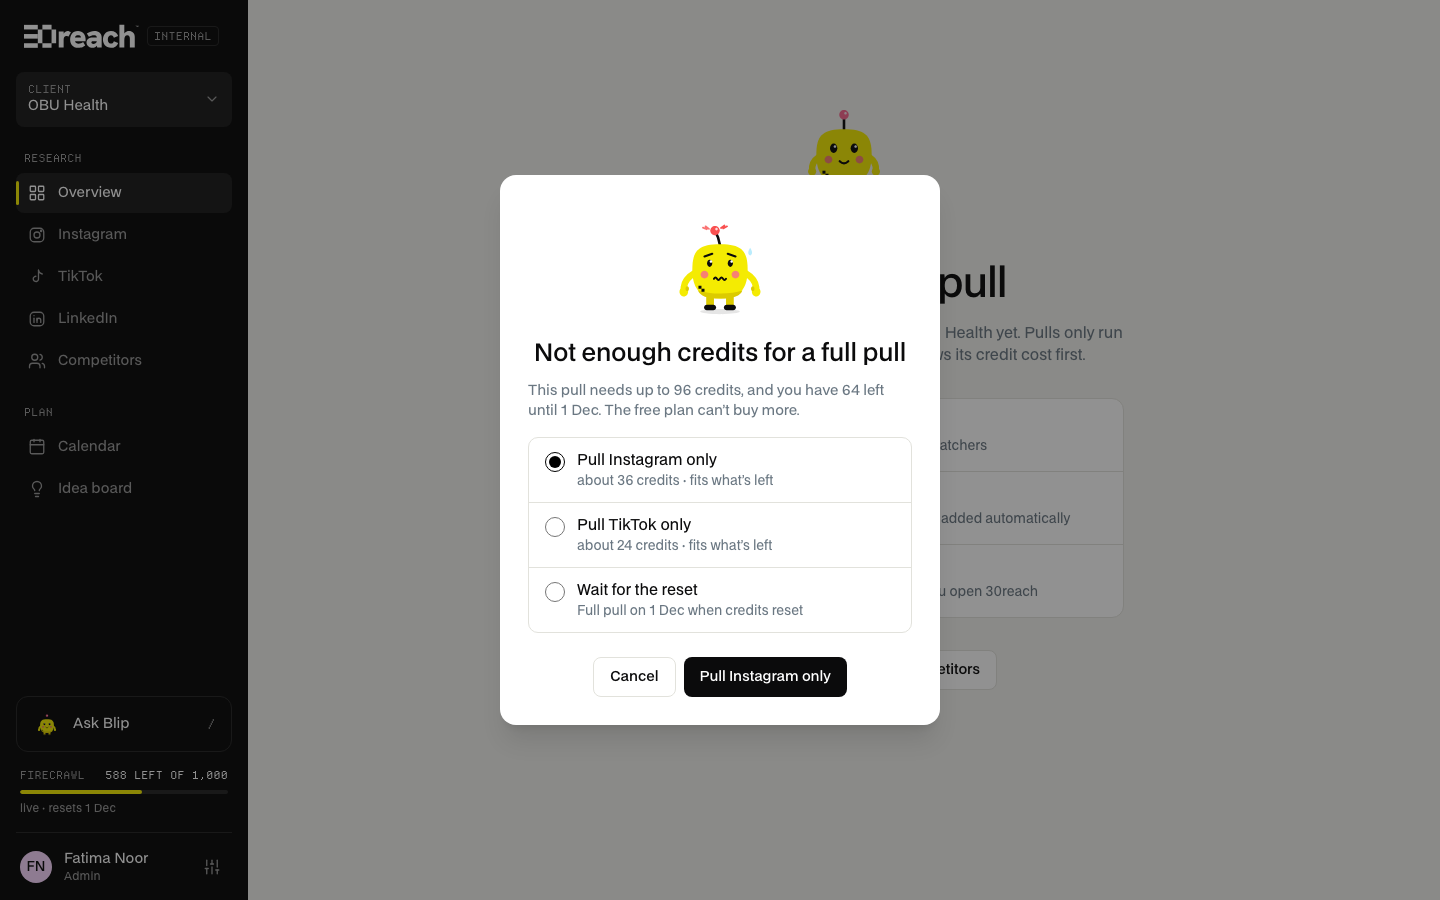 30reach
INTERNAL
CLIENT
OBU Health
RESEARCH
Overview
Instagram
TikTok
LinkedIn
Competitors
PLAN
Calendar
Idea board
Ask Blip /
FIRECRAWL 588 LEFT OF 1,000
live · resets 1 Dec
FN
Fatima Noor
Admin
pull
Health yet. Pulls only run
its credit cost first.
added automatically
open 30reach
Not enough credits for a full pull
This pull needs up to 96 credits, and you have 64 left
until 1 Dec. The free plan can't buy more.
Pull Instagram only
about 36 credits · fits what's left
Pull TikTok only
about 24 credits · fits what's left
Wait for the reset
Full pull on 1 Dec when credits reset
Cancel
Pull Instagram only